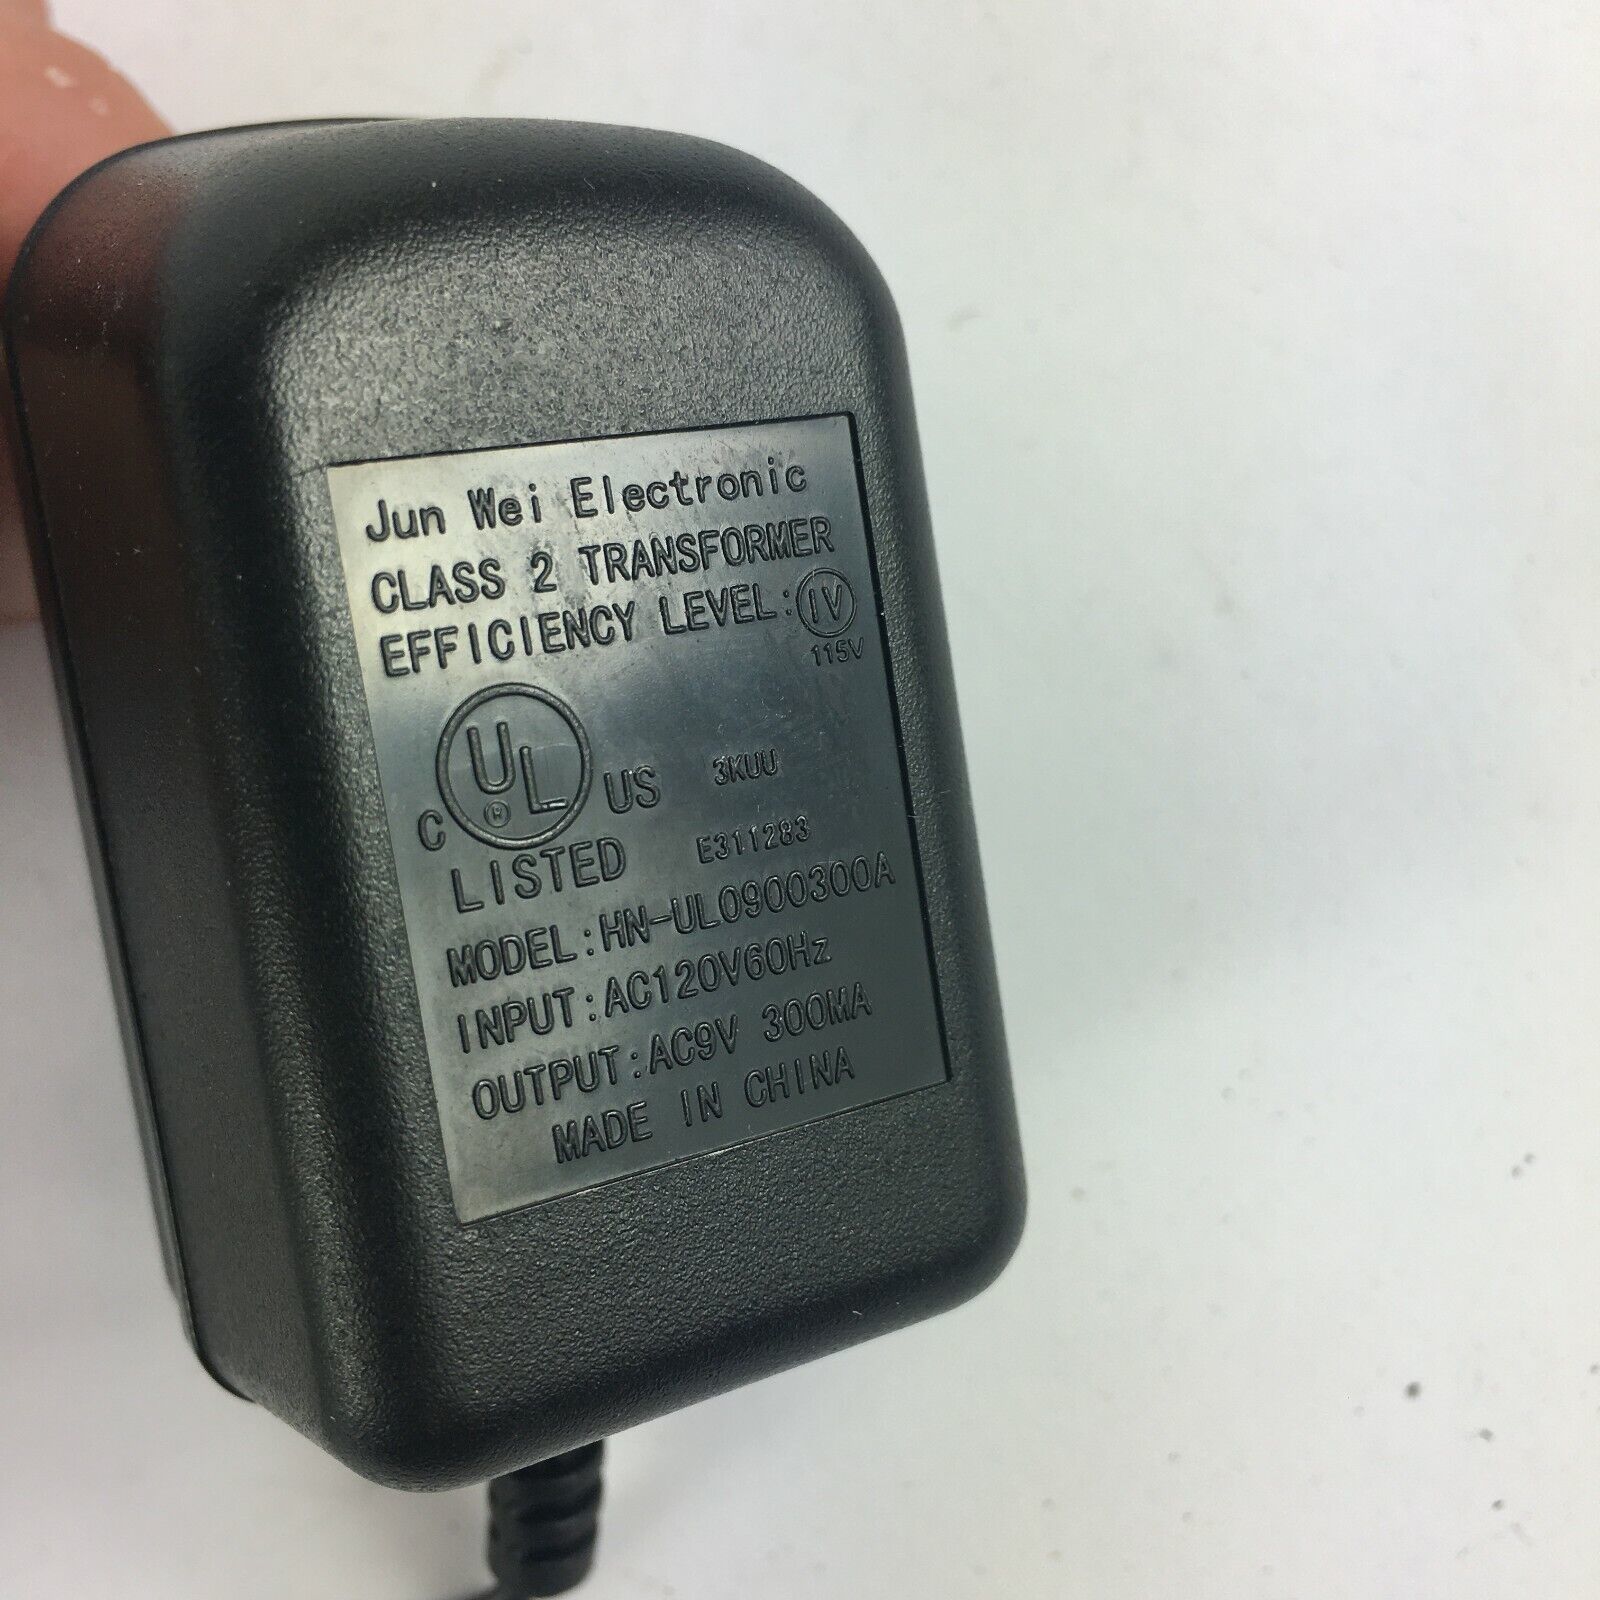 Jun Wei Electronic
CLASS 2 TRANSFORMER
EFFICIENCY LEVEL:IV
115V
C UL® US 3KUU
LISTED E311283
MODEL:HN-UL0900300A
INPUT:AC120V60Hz
OUTPUT:AC9V 300MA
MADE IN CHINA